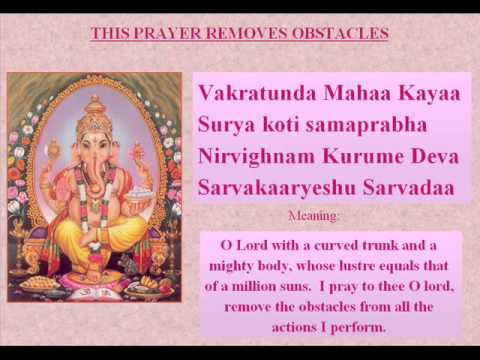 THIS PRAYER REMOVES OBSTACLES
Vakratunda Mahaa Kayaa
Surya koti samaprabha
Nirvighnam Kurume Deva
Sarvakaaryeshu Sarvadaa
Meaning:
O Lord with a curved trunk and a
mighty body, whose lustre equals that
of a million suns. I pray to thee O lord,
remove the obstacles from all the
actions I perform.